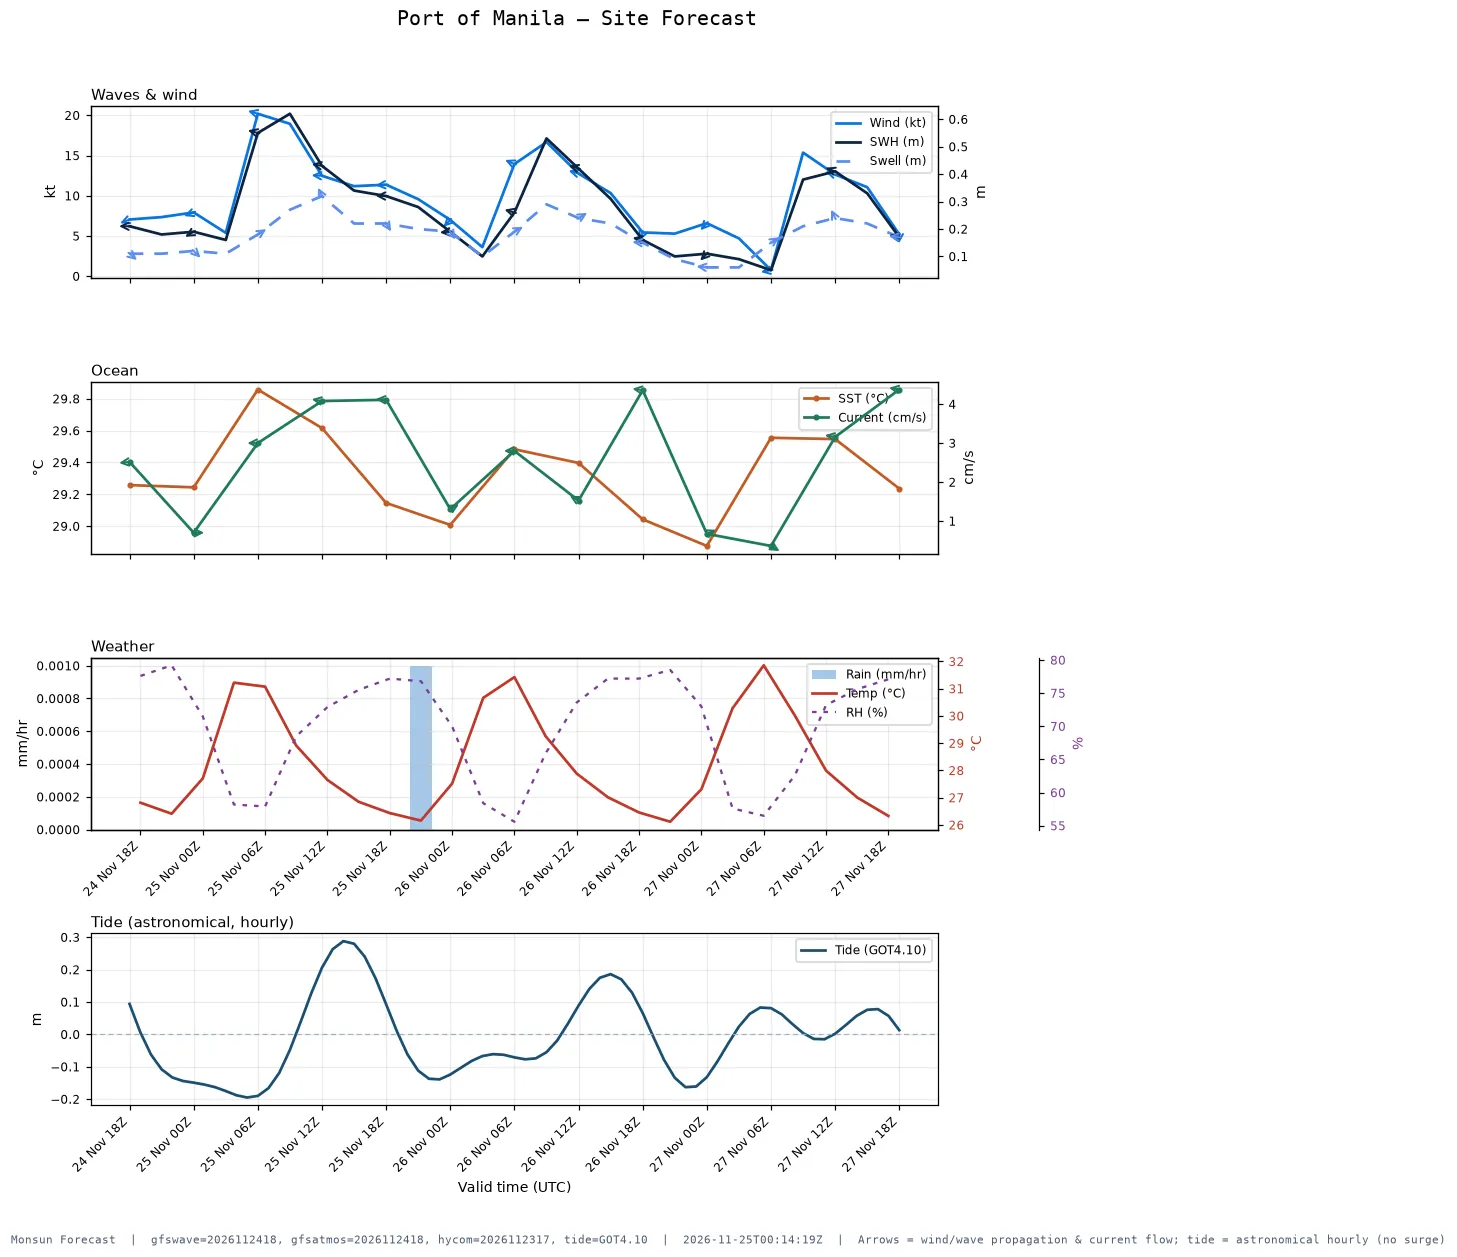 Port of Manila — Site Forecast
Waves & wind
20
15
10
5
0
kt
0.6
0.5
0.4
0.3
0.2
0.1
m
Wind (kt)
SWH (m)
Swell (m)
Ocean
29.8
29.6
29.4
29.2
29.0
°C
4
3
2
1
cm/s
SST (°C)
Current (cm/s)
Weather
0.0010
0.0008
0.0006
0.0004
0.0002
0.0000
mm/hr
32
31
30
29
28
27
26
°C
80
75
70
65
60
55
%
Rain (mm/hr)
Temp (°C)
RH (%)
24 Nov 18Z
25 Nov 00Z
25 Nov 06Z
25 Nov 12Z
25 Nov 18Z
26 Nov 00Z
26 Nov 06Z
26 Nov 12Z
26 Nov 18Z
27 Nov 00Z
27 Nov 06Z
27 Nov 12Z
27 Nov 18Z
Tide (astronomical, hourly)
0.3
0.2
0.1
0.0
−0.1
−0.2
m
Tide (GOT4.10)
24 Nov 18Z
25 Nov 00Z
25 Nov 06Z
25 Nov 12Z
25 Nov 18Z
26 Nov 00Z
26 Nov 06Z
26 Nov 12Z
26 Nov 18Z
27 Nov 00Z
27 Nov 06Z
27 Nov 12Z
27 Nov 18Z
Valid time (UTC)
Monsun Forecast | gfswave=2026112418, gfsatmos=2026112418, hycom=2026112317, tide=GOT4.10 | 2026-11-25T00:14:19Z | Arrows = wind/wave propagation & current flow; tide = astronomical hourly (no surge)